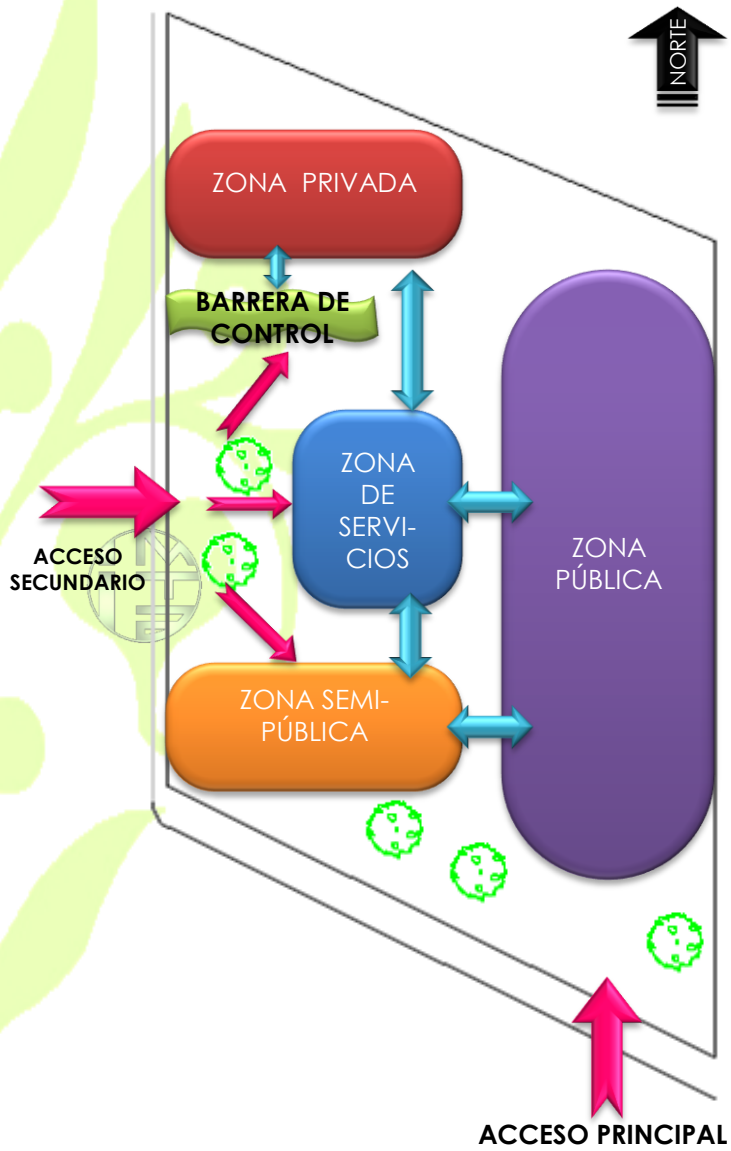 NORTE
ZONA PRIVADA
BARRERA DE
CONTROL
ZONA
DE
SERVI-
CIOS
ZONA
PÚBLICA
ACCESO
SECUNDARIO
ZONA SEMI-
PÚBLICA
ACCESO PRINCIPAL